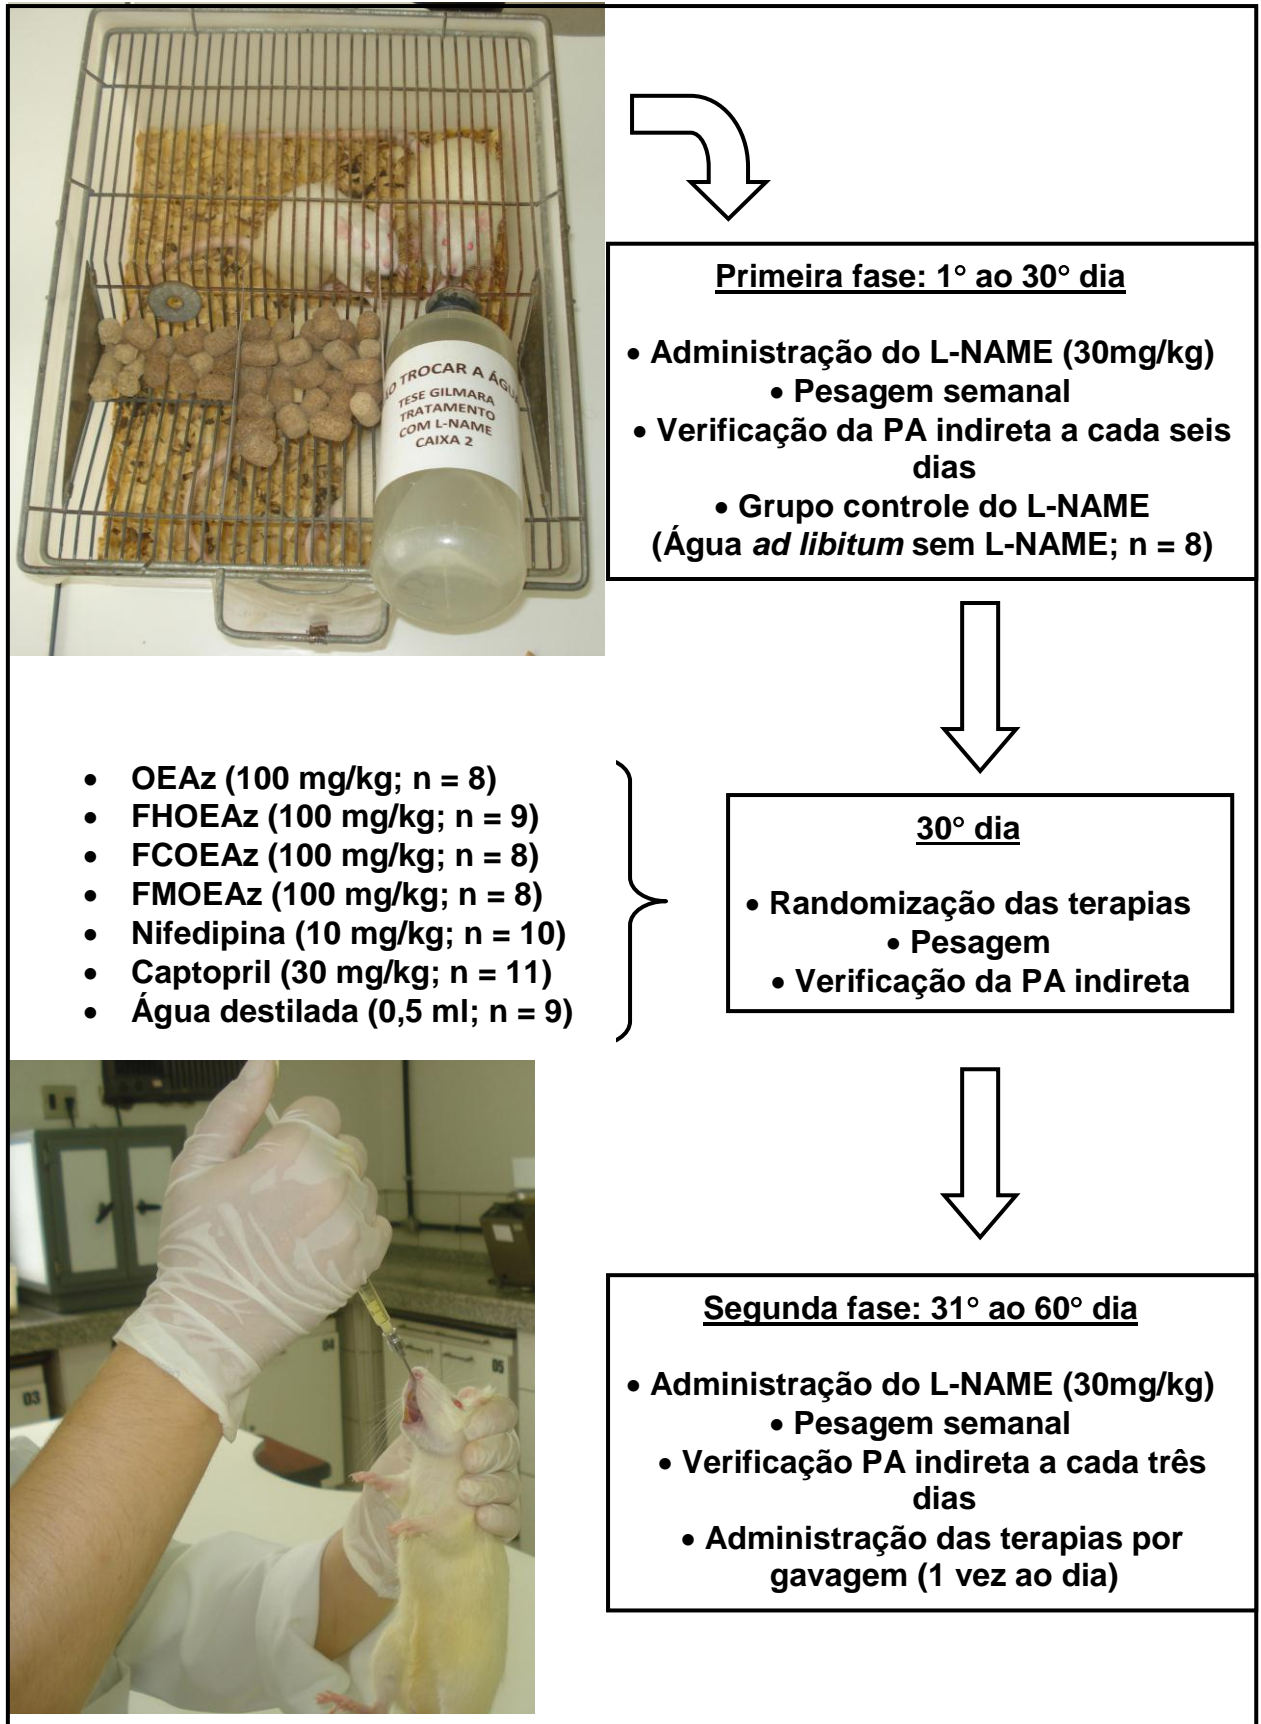 ÃO TROCAR A ÁGU
TESE GILMARA
TRATAMENTO
COM L-NAME
CAIXA 2
Primeira fase: 1° ao 30° dia
• Administração do L-NAME (30mg/kg)
• Pesagem semanal
• Verificação da PA indireta a cada seis
dias
• Grupo controle do L-NAME
(Água ad libitum sem L-NAME; n = 8)
• OEAz (100 mg/kg; n = 8)
• FHOEAz (100 mg/kg; n = 9)
• FCOEAz (100 mg/kg; n = 8)
• FMOEAz (100 mg/kg; n = 8)
• Nifedipina (10 mg/kg; n = 10)
• Captopril (30 mg/kg; n = 11)
• Água destilada (0,5 ml; n = 9)
30° dia
• Randomização das terapias
• Pesagem
• Verificação da PA indireta
03
04
05
Segunda fase: 31° ao 60° dia
• Administração do L-NAME (30mg/kg)
• Pesagem semanal
• Verificação PA indireta a cada três
dias
• Administração das terapias por
gavagem (1 vez ao dia)